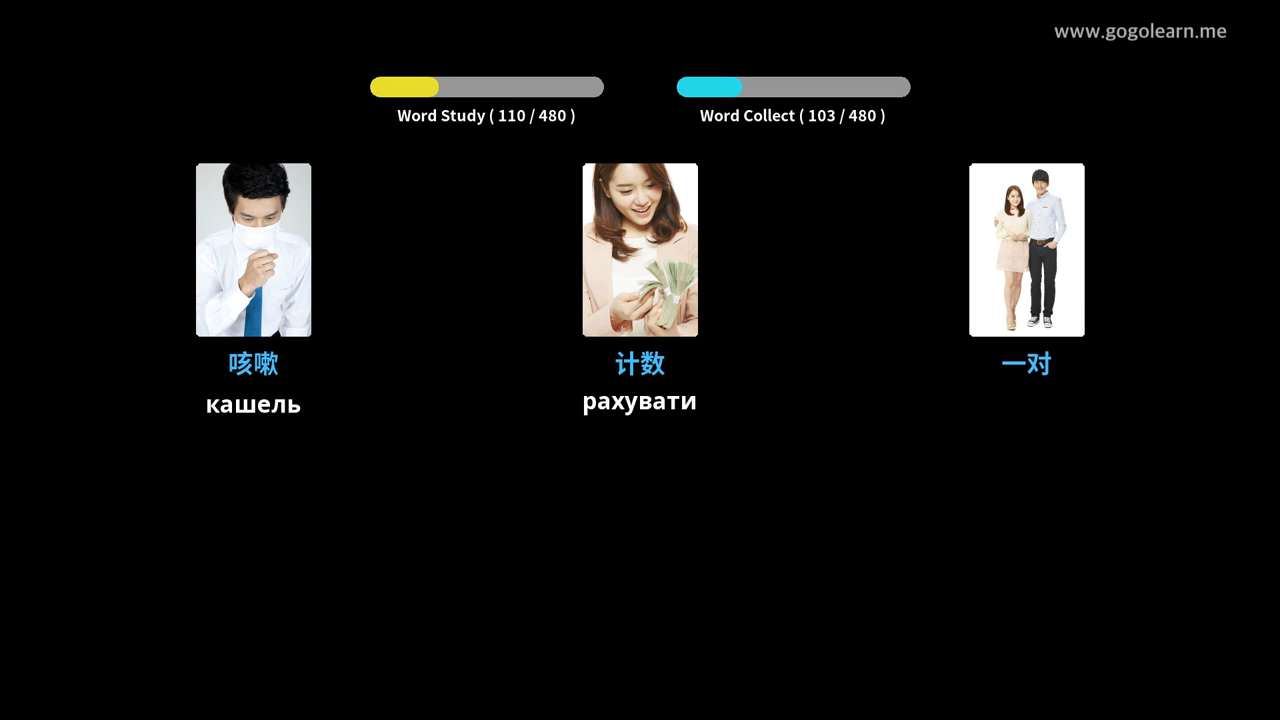 www.gogolearn.me
Word Study ( 110 / 480 )
Word Collect ( 103 / 480 )
咳嗽
计数
一对
кашель
рахувати